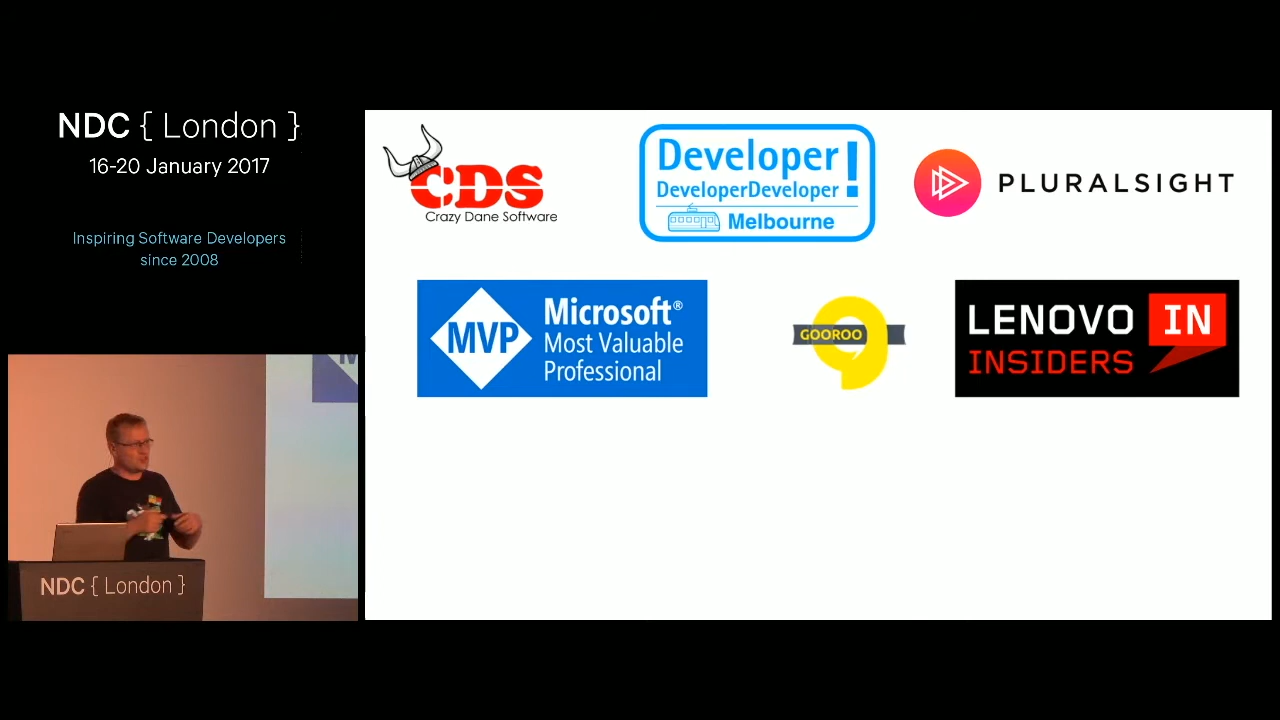 NDC { London }
16-20 January 2017
Inspiring Software Developers
since 2008
CDS
Crazy Dane Software
Developer!
DeveloperDeveloper
Melbourne
PLURALSIGHT
MVP
Microsoft®
Most Valuable
Professional
GOOROO
LENOVO IN
INSIDERS
M
NDC { London }